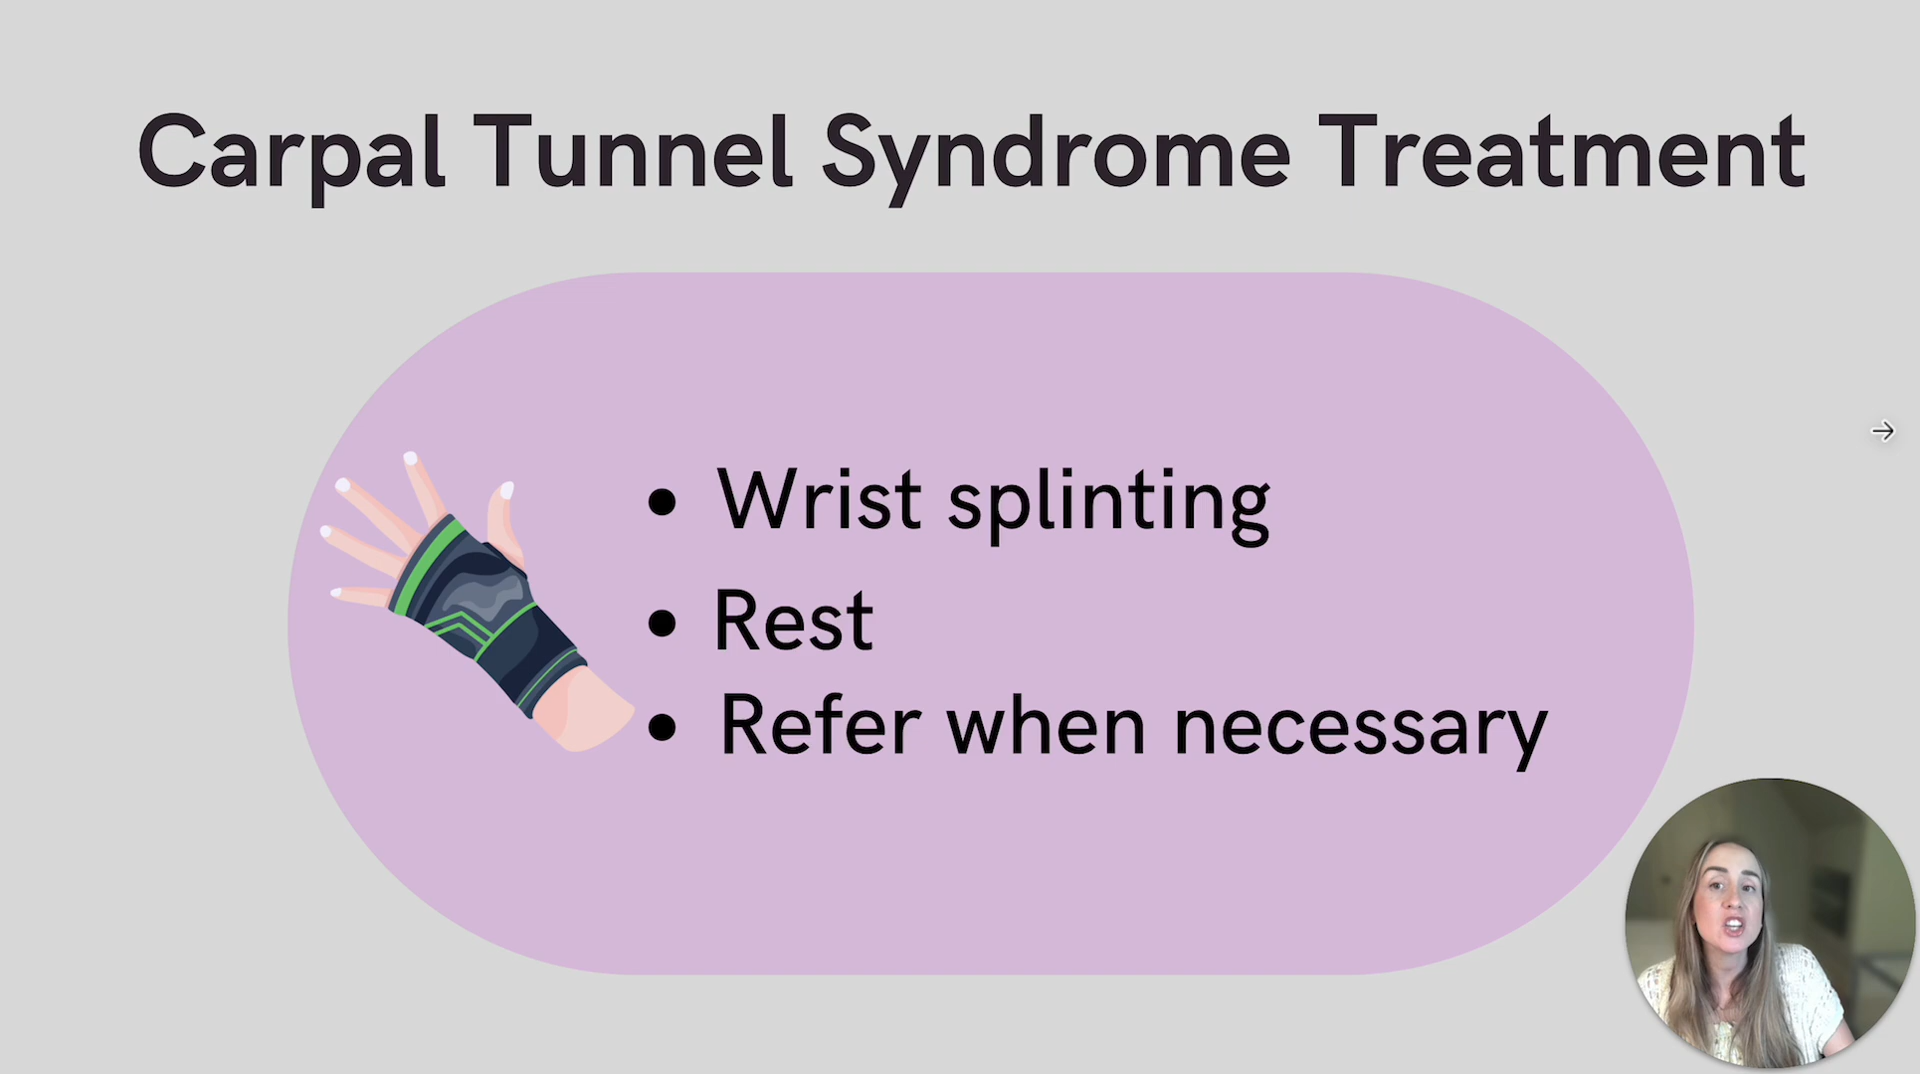 Carpal Tunnel Syndrome Treatment
• Wrist splinting
• Rest
• Refer when necessary